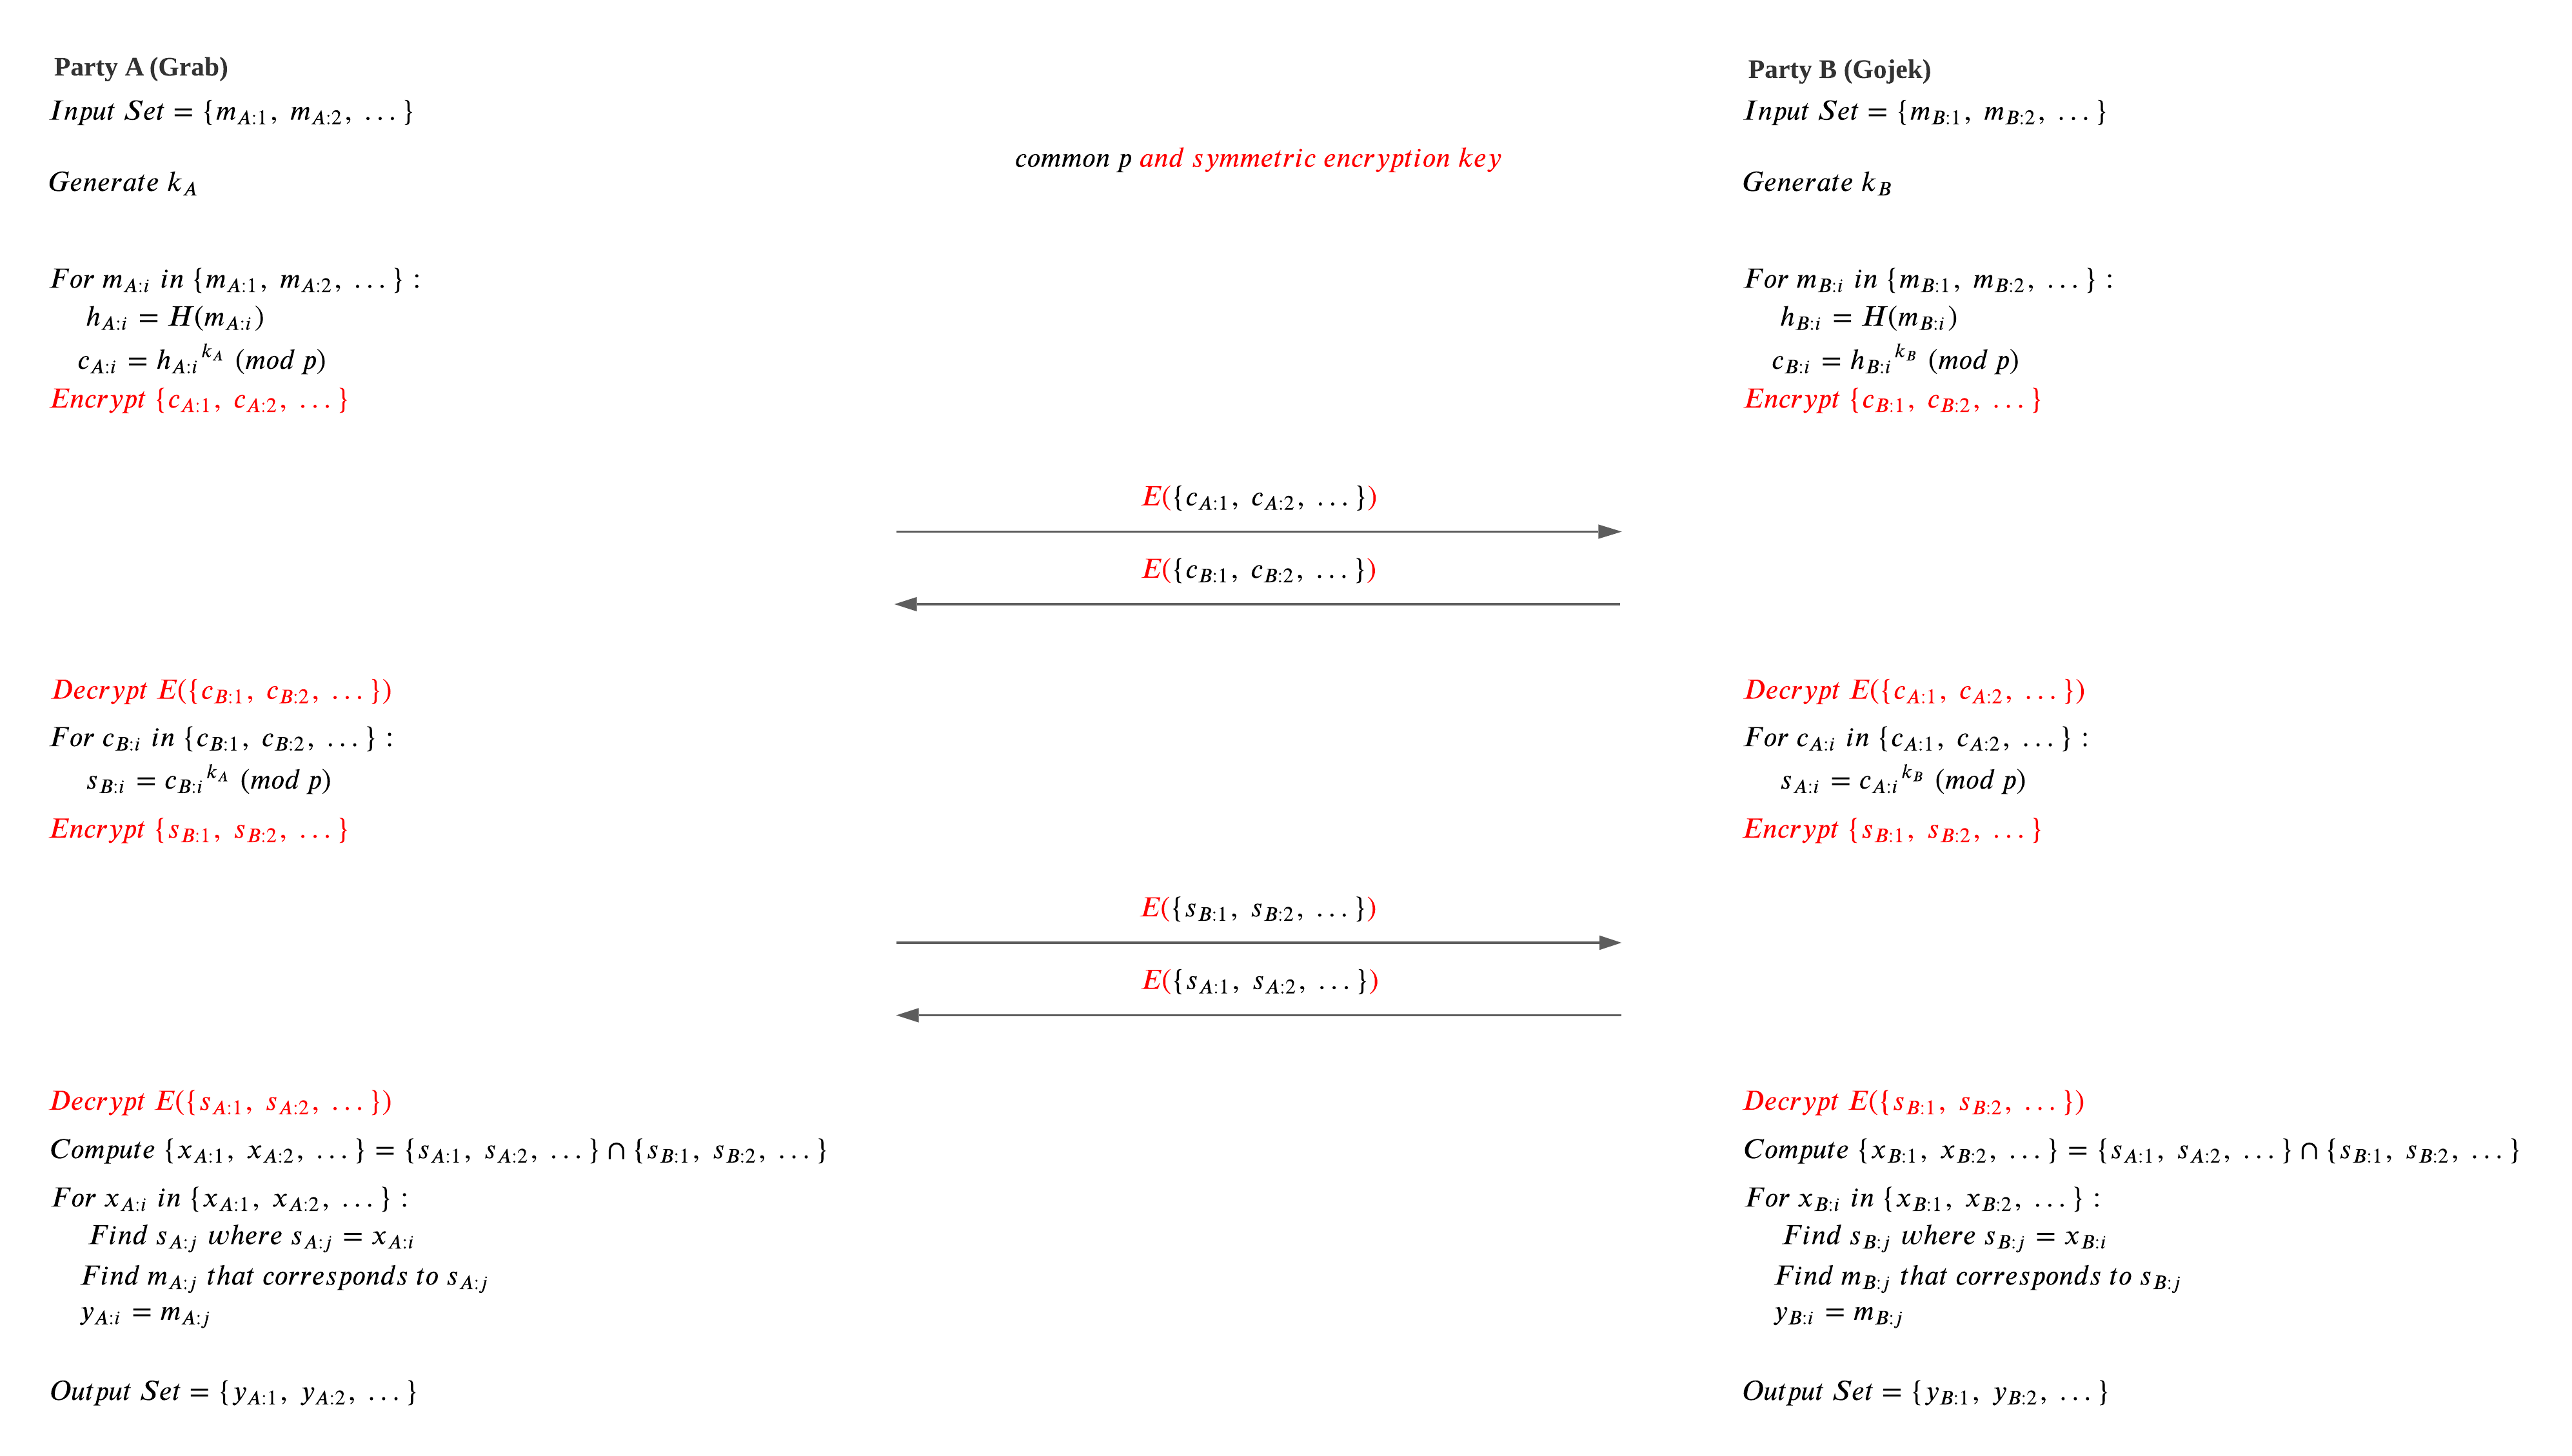 Party A (Grab)
Input Set = {m_{A:1}, m_{A:2}, ...}
Generate k_A
For m_{A:i} in {m_{A:1}, m_{A:2}, ...} :
h_{A:i} = H(m_{A:i})
c_{A:i} = h_{A:i}^{k_A} (mod p)
Encrypt {c_{A:1}, c_{A:2}, ...}
common p and symmetric encryption key
Party B (Gojek)
Input Set = {m_{B:1}, m_{B:2}, ...}
Generate k_B
For m_{B:i} in {m_{B:1}, m_{B:2}, ...} :
h_{B:i} = H(m_{B:i})
c_{B:i} = h_{B:i}^{k_B} (mod p)
Encrypt {c_{B:1}, c_{B:2}, ...}
E({c_{A:1}, c_{A:2}, ...})
E({c_{B:1}, c_{B:2}, ...})
Decrypt E({c_{B:1}, c_{B:2}, ...})
For c_{B:i} in {c_{B:1}, c_{B:2}, ...} :
s_{B:i} = c_{B:i}^{k_A} (mod p)
Encrypt {s_{B:1}, s_{B:2}, ...}
Decrypt E({c_{A:1}, c_{A:2}, ...})
For c_{A:i} in {c_{A:1}, c_{A:2}, ...} :
s_{A:i} = c_{A:i}^{k_B} (mod p)
Encrypt {s_{B:1}, s_{B:2}, ...}
E({s_{B:1}, s_{B:2}, ...})
E({s_{A:1}, s_{A:2}, ...})
Decrypt E({s_{A:1}, s_{A:2}, ...})
Compute {x_{A:1}, x_{A:2}, ...} = {s_{A:1}, s_{A:2}, ...} ∩ {s_{B:1}, s_{B:2}, ...}
For x_{A:i} in {x_{A:1}, x_{A:2}, ...} :
Find s_{A:j} where s_{A:j} = x_{A:i}
Find m_{A:j} that corresponds to s_{A:j}
y_{A:i} = m_{A:j}
Output Set = {y_{A:1}, y_{A:2}, ...}
Decrypt E({s_{B:1}, s_{B:2}, ...})
Compute {x_{B:1}, x_{B:2}, ...} = {s_{A:1}, s_{A:2}, ...} ∩ {s_{B:1}, s_{B:2}, ...}
For x_{B:i} in {x_{B:1}, x_{B:2}, ...} :
Find s_{B:j} where s_{B:j} = x_{B:i}
Find m_{B:j} that corresponds to s_{B:j}
y_{B:i} = m_{B:j}
Output Set = {y_{B:1}, y_{B:2}, ...}